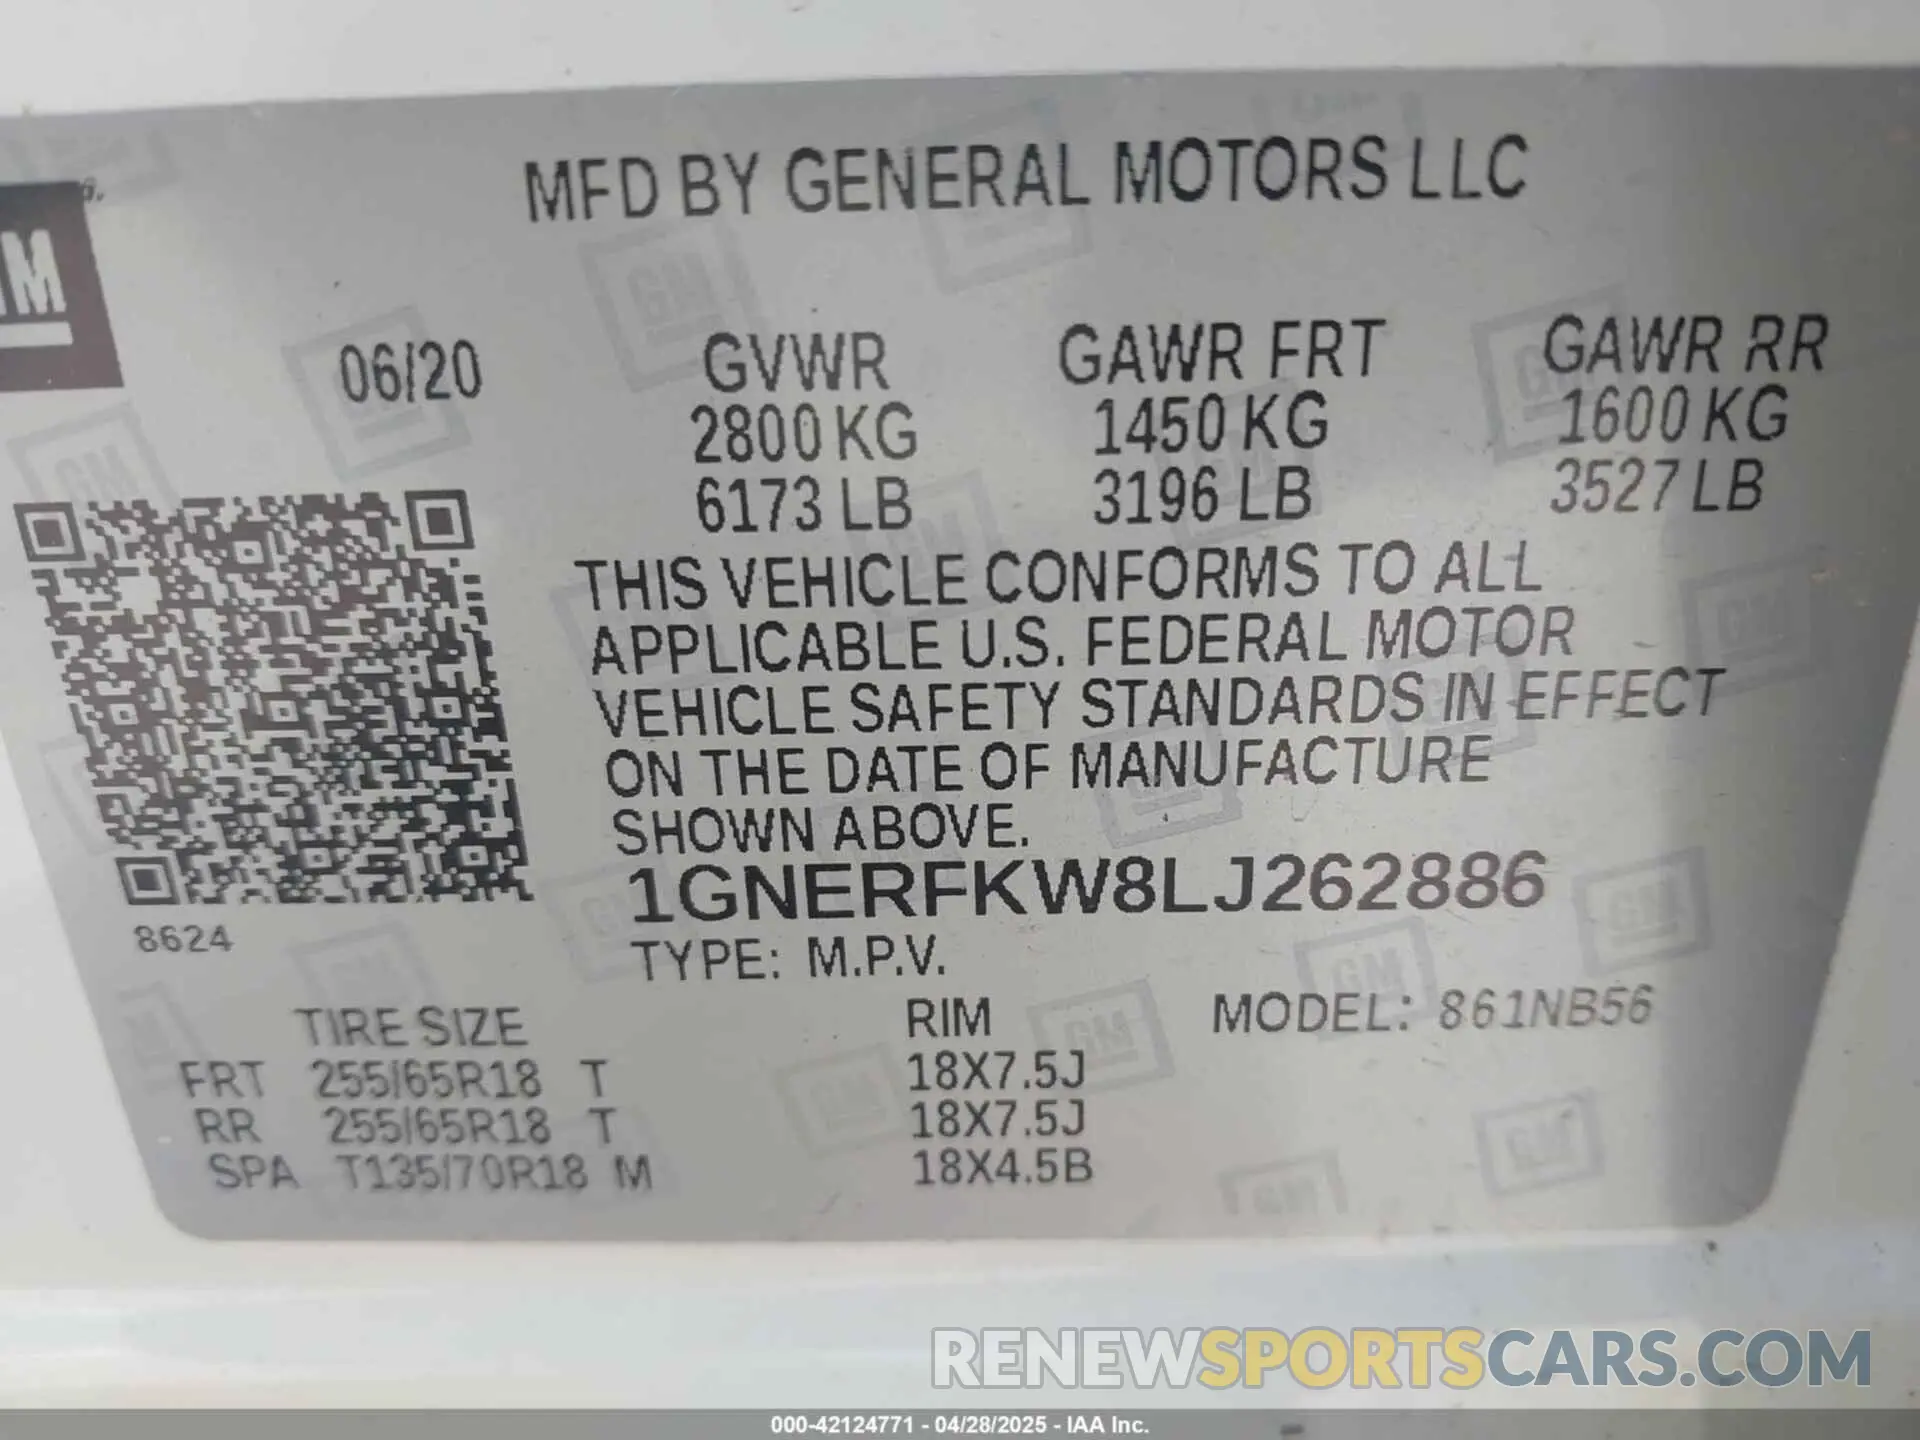 MFD BY GENERAL MOTORS LLC
6.
GM
06/20 GVWR GAWR FRT GAWR RR
2800 KG 1450 KG 1600 KG
6173 LB 3196 LB 3527 LB
THIS VEHICLE CONFORMS TO ALL
APPLICABLE U.S. FEDERAL MOTOR
VEHICLE SAFETY STANDARDS IN EFFECT
ON THE DATE OF MANUFACTURE
SHOWN ABOVE.
1GNERFKW8LJ262886
8624
TYPE: M.P.V.
TIRE SIZE RIM MODEL: 861NB56
FRT 255/65R18 T 18X7.5J
RR 255/65R18 T 18X7.5J
SPA T135/70R18 M 18X4.5B
RENEWSPORTSCARS.COM
000-42124771 - 04/28/2025 - IAA Inc.